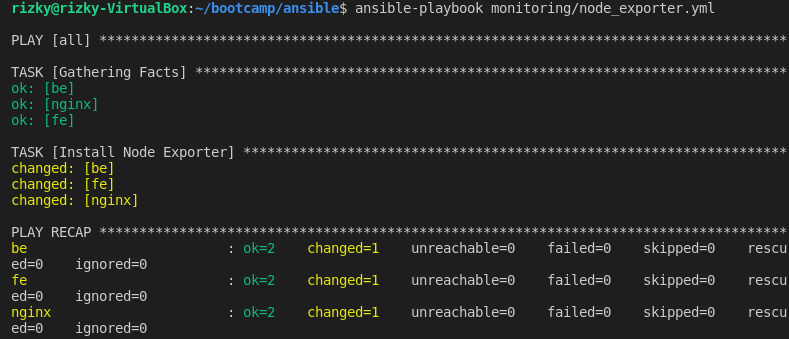 rizky@rizky-VirtualBox:~/bootcamp/ansible$ ansible-playbook monitoring/node_exporter.yml
PLAY [all] **************************************************************************************
TASK [Gathering Facts] **************************************************************************
ok: [be]
ok: [nginx]
ok: [fe]
TASK [Install Node Exporter] ********************************************************************
changed: [be]
changed: [fe]
changed: [nginx]
PLAY RECAP **************************************************************************************
be                         : ok=2    changed=1    unreachable=0    failed=0    skipped=0    rescu
ed=0    ignored=0
fe                         : ok=2    changed=1    unreachable=0    failed=0    skipped=0    rescu
ed=0    ignored=0
nginx                      : ok=2    changed=1    unreachable=0    failed=0    skipped=0    rescu
ed=0    ignored=0